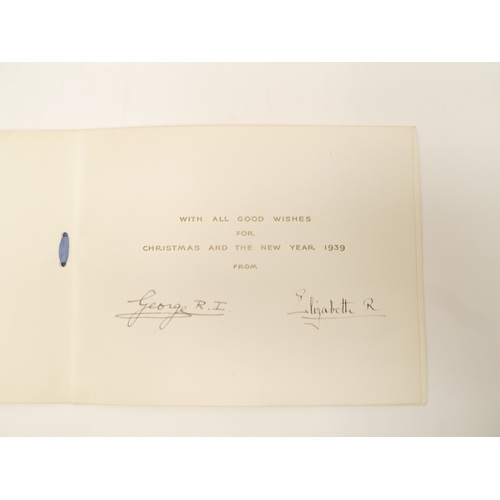 WITH ALL GOOD WISHES
FOR
CHRISTMAS AND THE NEW YEAR 1939
FROM
George R.I.
Elizabeth R